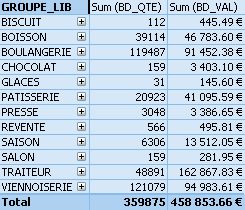 GROUPE_LIB Sum (BD_QTE) Sum (BD_VAL)
BISCUIT 112 445.49 €
BOISSON 39114 46 783.60 €
BOULANGERIE 119487 91 452.38 €
CHOCOLAT 159 3 403.10 €
GLACES 31 145.60 €
PATISSERIE 20923 41 095.59 €
PRESSE 3048 3 386.65 €
REVENTE 566 495.81 €
SAISON 6306 13 512.05 €
SALON 159 281.95 €
TRAITEUR 48891 162 867.83 €
VIENNOISERIE 121079 94 983.61 €
Total 359875 458 853.66 €